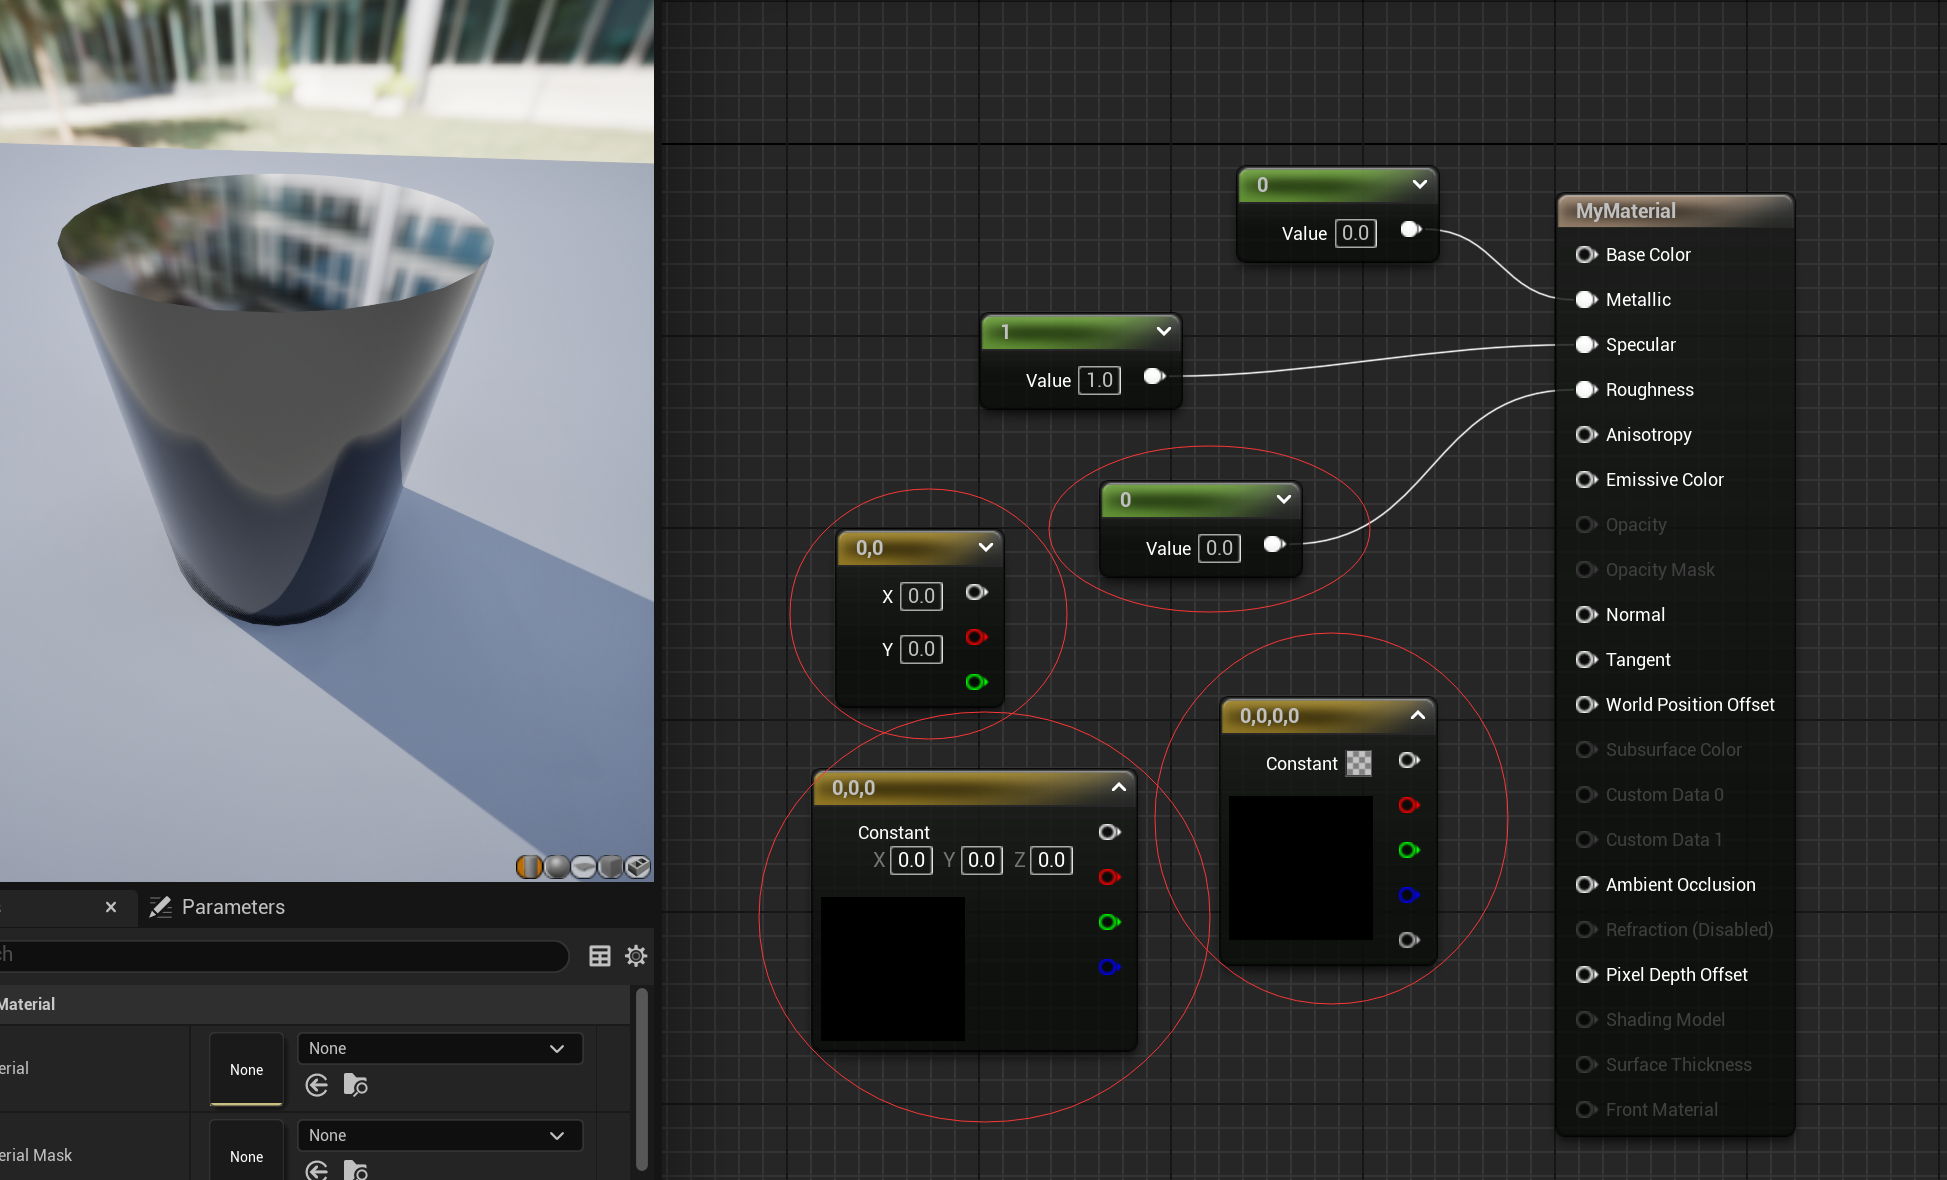 0
Value 0.0
1
Value 1.0
0
Value 0.0
0,0
X 0.0
Y 0.0
0,0,0
Constant
X 0.0 Y 0.0 Z 0.0
0,0,0,0
Constant
MyMaterial
Base Color
Metallic
Specular
Roughness
Anisotropy
Emissive Color
Opacity
Opacity Mask
Normal
Tangent
World Position Offset
Subsurface Color
Custom Data 0
Custom Data 1
Ambient Occlusion
Refraction (Disabled)
Pixel Depth Offset
Shading Model
Surface Thickness
Front Material
Parameters
ch
Material
erial
None
None
erial Mask
None
None